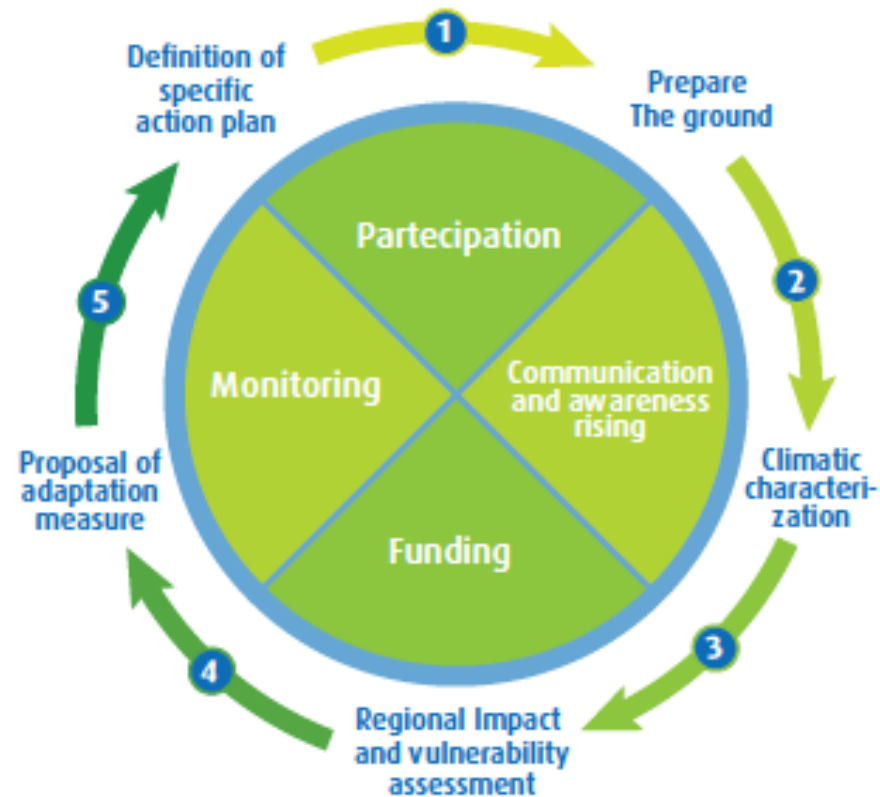 1
Prepare
The ground
2
Climatic
characteri-
zation
3
Regional Impact
and vulnerability
assessment
4
Proposal of
adaptation
measure
5
Definition of
specific
action plan
Partecipation
Communication
and awareness
rising
Funding
Monitoring